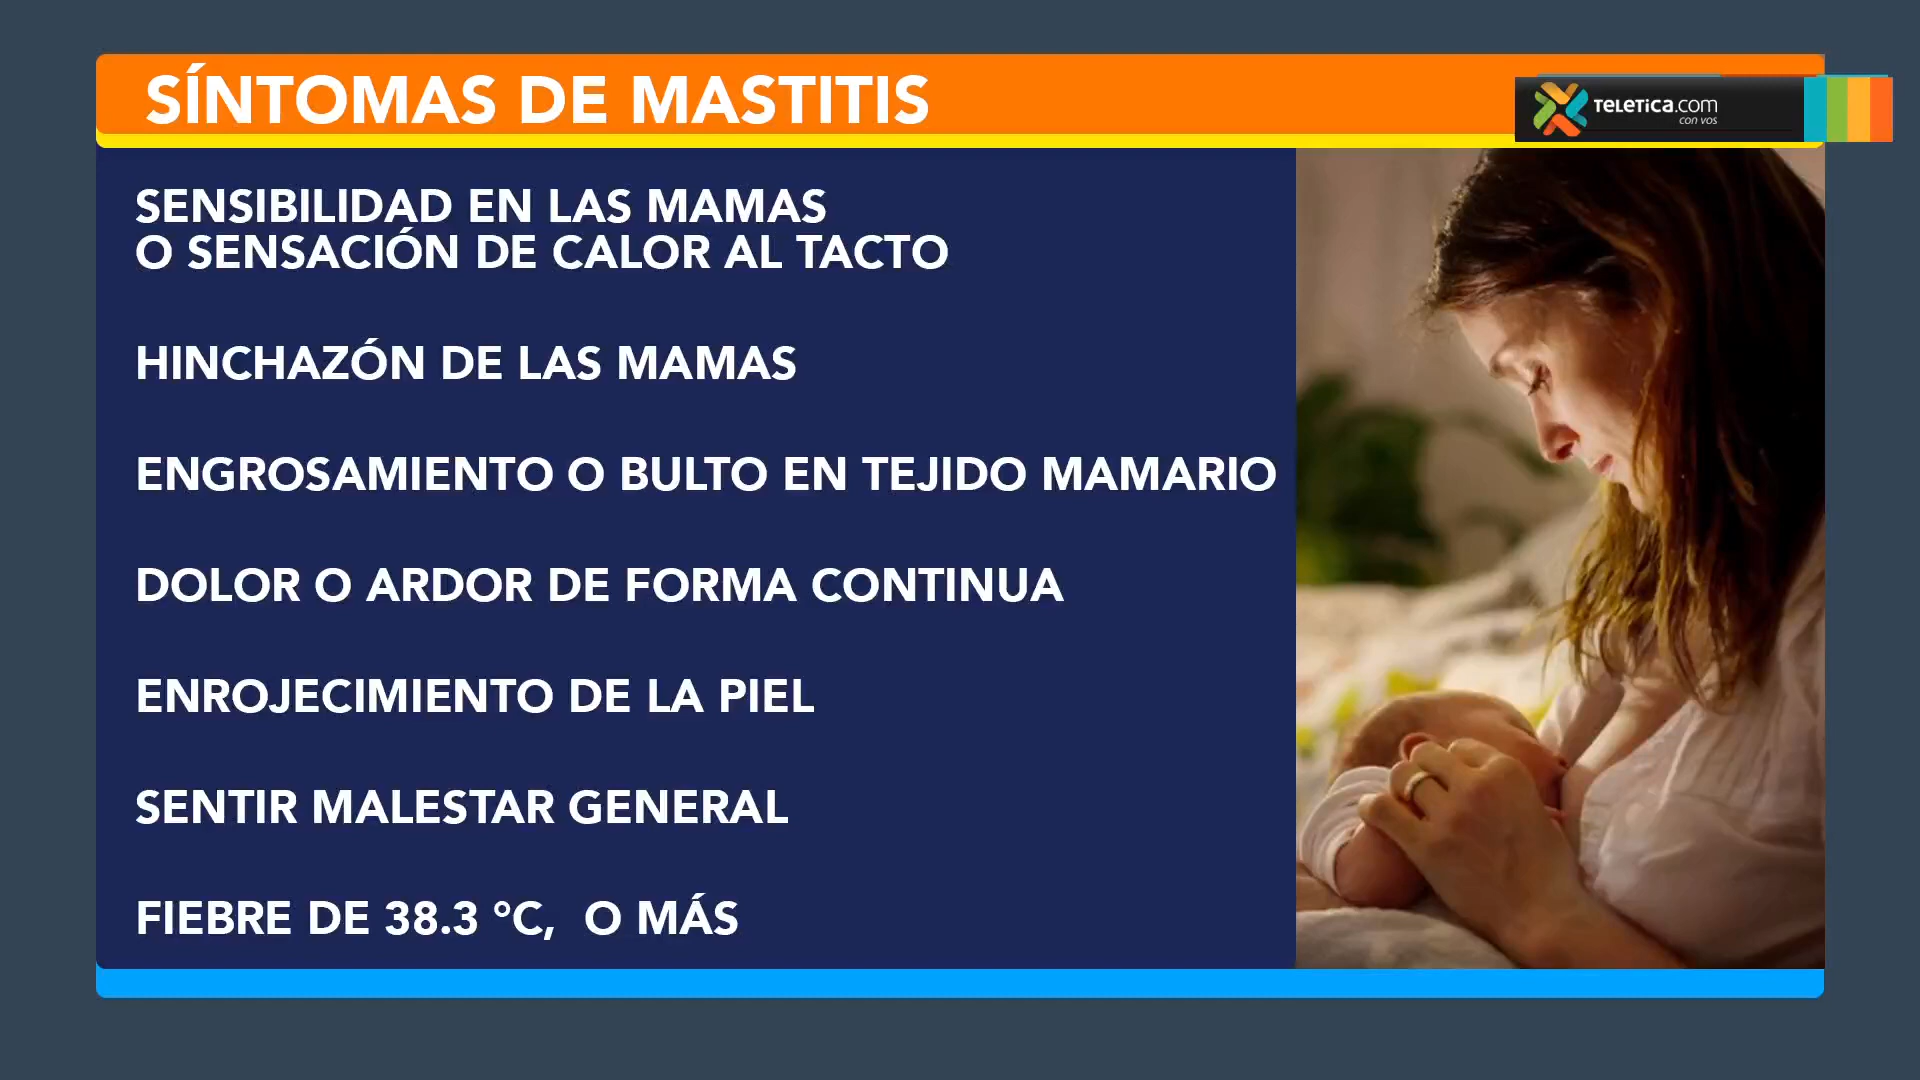 SÍNTOMAS DE MASTITIS
TELETICA.com
con vos
SENSIBILIDAD EN LAS MAMAS
O SENSACIÓN DE CALOR AL TACTO
HINCHAZÓN DE LAS MAMAS
ENGROSAMIENTO O BULTO EN TEJIDO MAMARIO
DOLOR O ARDOR DE FORMA CONTINUA
ENROJECIMIENTO DE LA PIEL
SENTIR MALESTAR GENERAL
FIEBRE DE 38.3 °C,  O MÁS